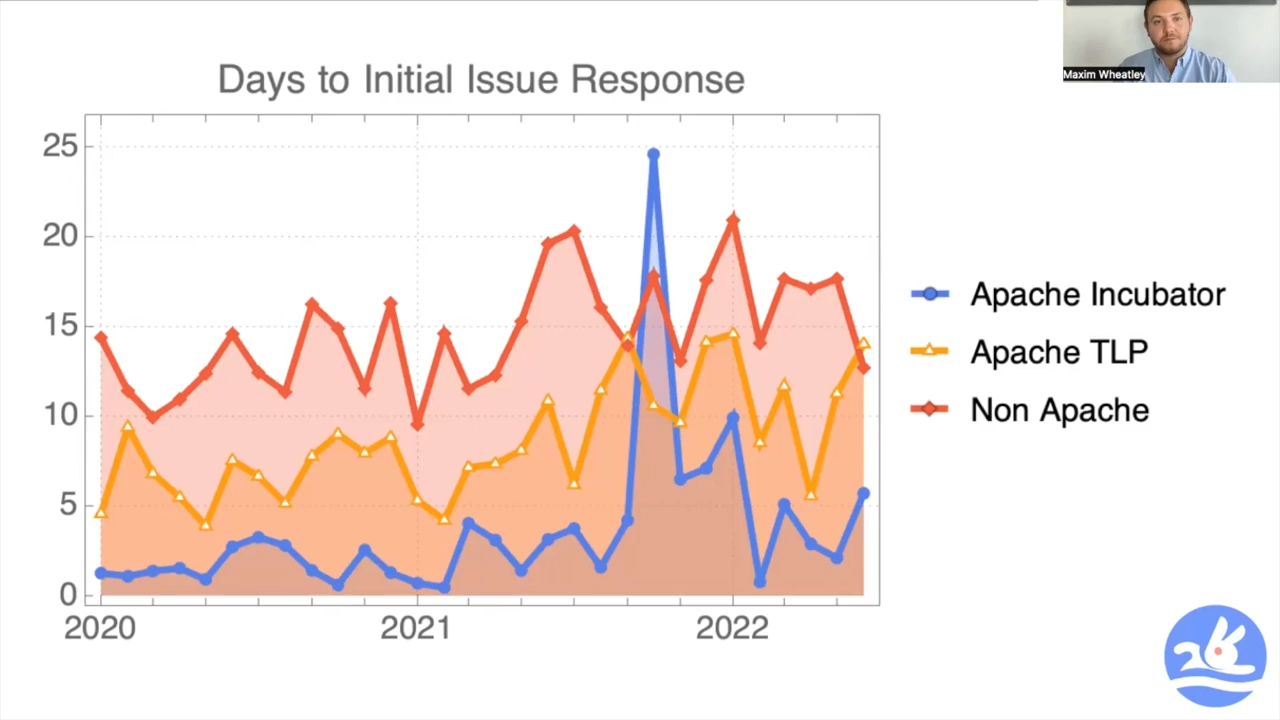 Maxim Wheatley
Days to Initial Issue Response
25
20
15
10
5
0
2020
2021
2022
Apache Incubator
Apache TLP
Non Apache